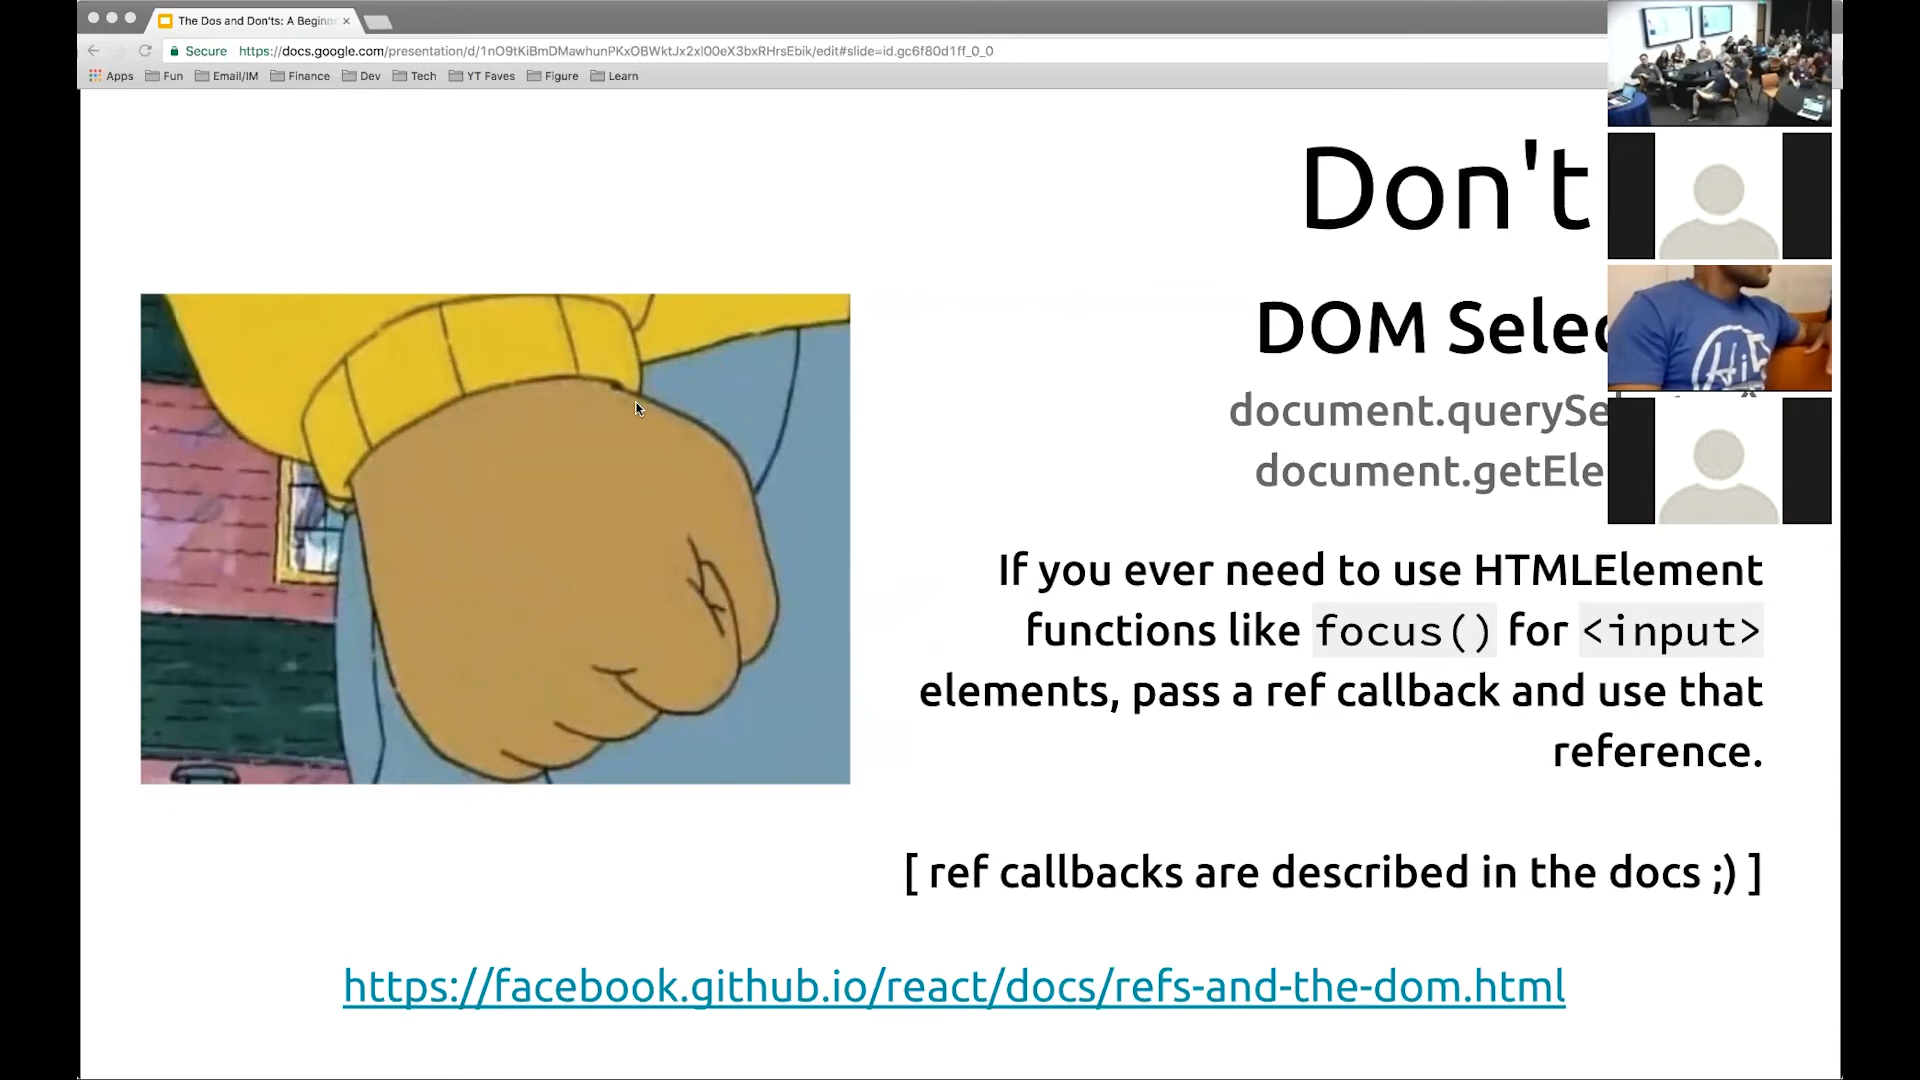 The Dos and Don'ts: A Beginn
Secure https://docs.google.com/presentation/d/1nO9tKiBmDMawhunPKxOBWktJx2xl00eX3bxRHrsEbik/edit#slide=id.gc6f80d1ff_0_0
Apps Fun Email/IM Finance Dev Tech YT Faves Figure Learn
Don't
DOM Selec
document.querySe
document.getEle
If you ever need to use HTMLElement
functions like focus() for <input>
elements, pass a ref callback and use that
reference.
[ ref callbacks are described in the docs ;) ]
https://facebook.github.io/react/docs/refs-and-the-dom.html